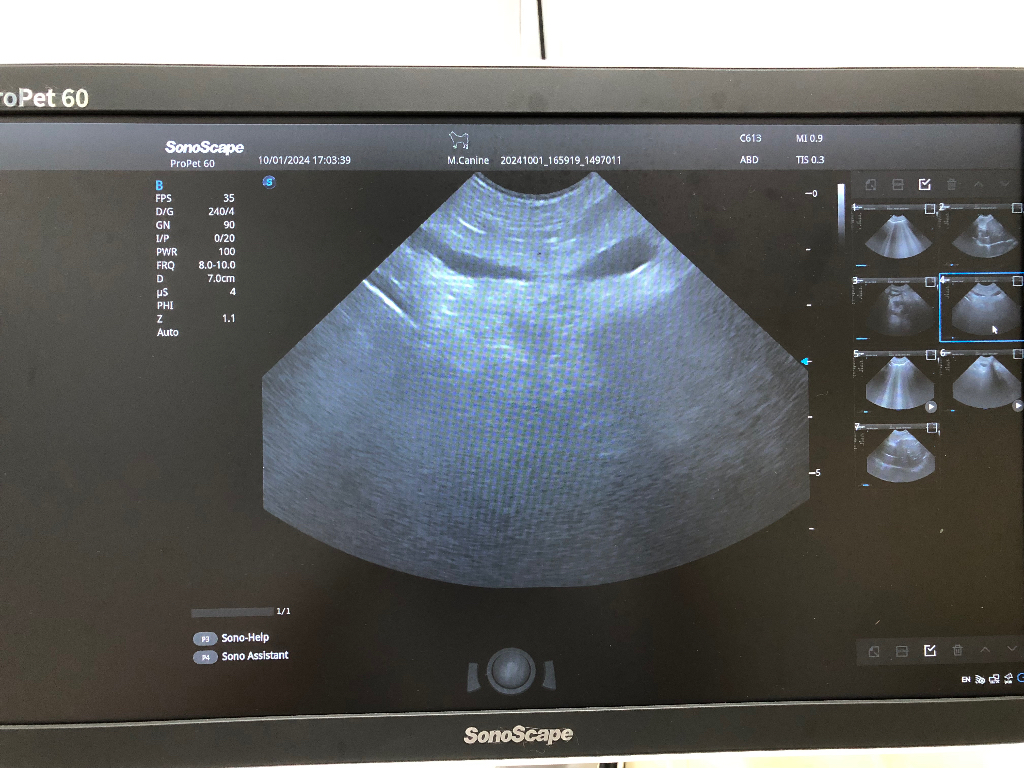 roPet 60
SonoScape
ProPet 60
10/01/2024 17:03:39
M.Canine 20241001_165919_1497011
C613 MI 0.9
ABD TIS 0.3
B
FPS 35
D/G 240/4
GN 90
I/P 0/20
PWR 100
FRQ 8.0-10.0
D 7.0cm
µS 4
PHI
Z 1.1
Auto
S
0
5
1
2
3
4
5
6
7
1/1
P3 Sono-Help
P4 Sono Assistant
EN
SonoScape